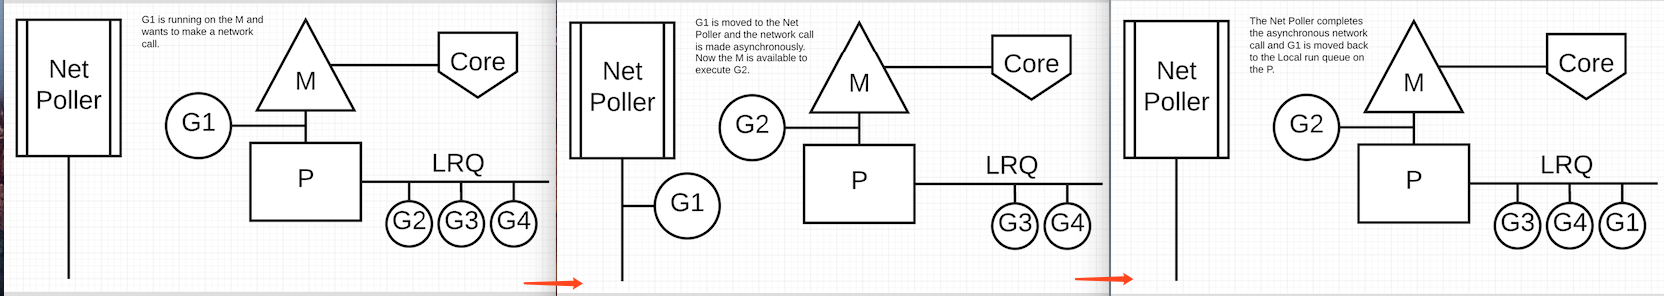 G1 is running on the M and
wants to make a network
call.
Net
Poller
M
Core
G1
P
LRQ
G2
G3
G4
G1 is moved to the Net
Poller and the network call
is made asynchronously.
Now the M is available to
execute G2.
Net
Poller
M
Core
G2
P
LRQ
G1
G3
G4
The Net Poller completes
the asynchronous network
call and G1 is moved back
to the Local run queue on
the P.
Net
Poller
M
Core
G2
P
LRQ
G3
G4
G1